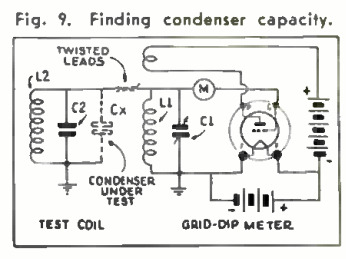 Fig. 9. Finding condenser capacity.
TWISTED
LEADS
L2
C2
Cx
L1
C1
M
P
G
+
-
CONDENSER
UNDER
TEST
- +
TEST COIL
GRID-DIP METER